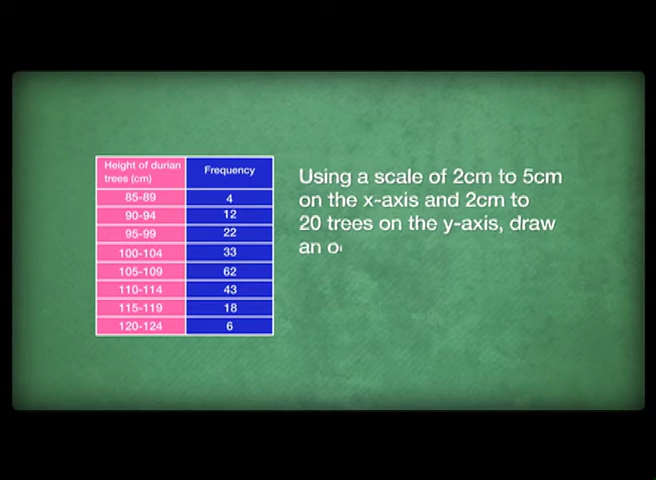 Height of durian trees (cm) Frequency
85-89 4
90-94 12
95-99 22
100-104 33
105-109 62
110-114 43
115-119 18
120-124 6
Using a scale of 2cm to 5cm
on the x-axis and 2cm to
20 trees on the y-axis, draw
an o